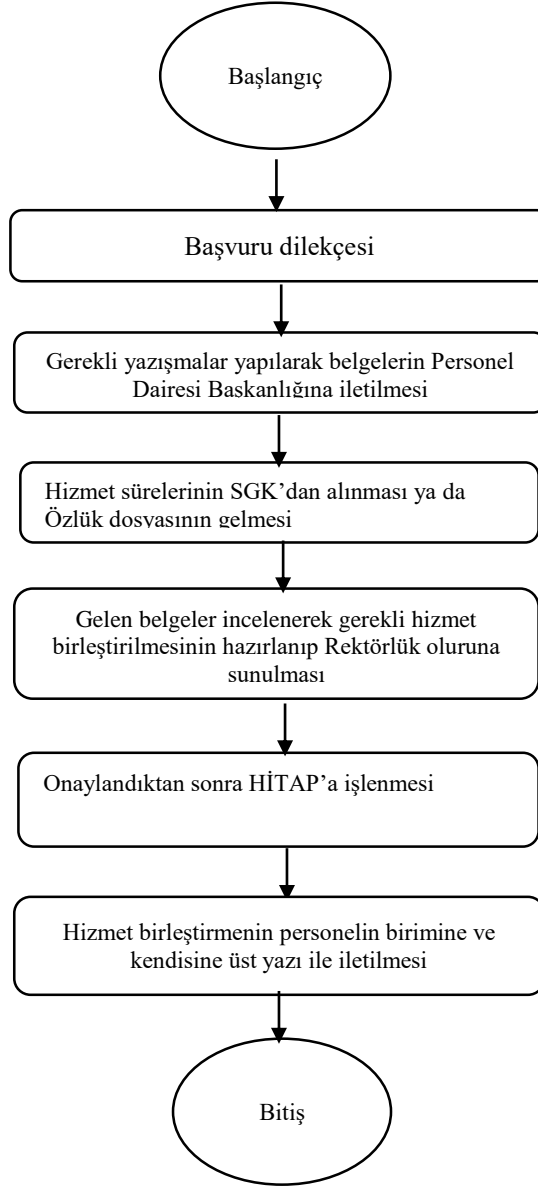 Başlangıç
Başvuru dilekçesi
Gerekli yazışmalar yapılarak belgelerin Personel
Dairesi Baskanlığına iletilmesi
Hizmet sürelerinin SGK’dan alınması ya da
Özlük dosyasının gelmesi
Gelen belgeler incelenerek gerekli hizmet
birleştirilmesinin hazırlanıp Rektörlük oluruna
sunulması
Onaylandıktan sonra HİTAP’a işlenmesi
Hizmet birleştirmenin personelin birimine ve
kendisine üst yazı ile iletilmesi
Bitiş